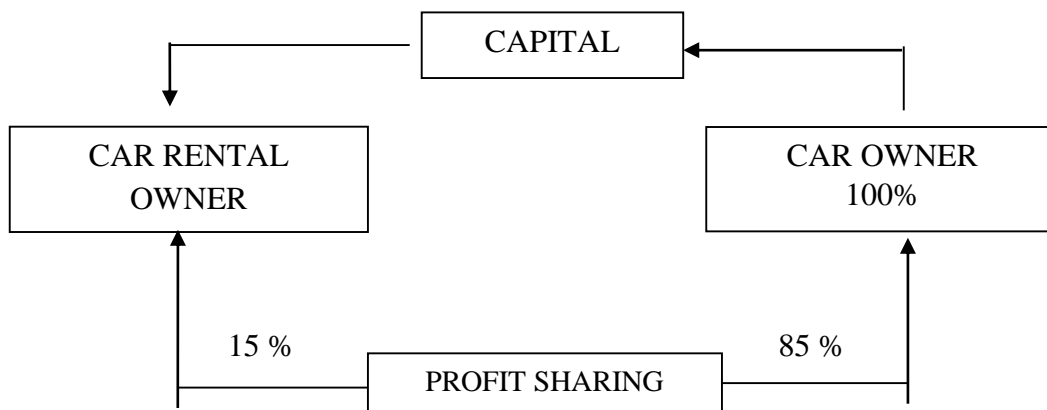 CAPITAL
CAR RENTAL
OWNER
CAR OWNER
100%
15 %
85 %
PROFIT SHARING